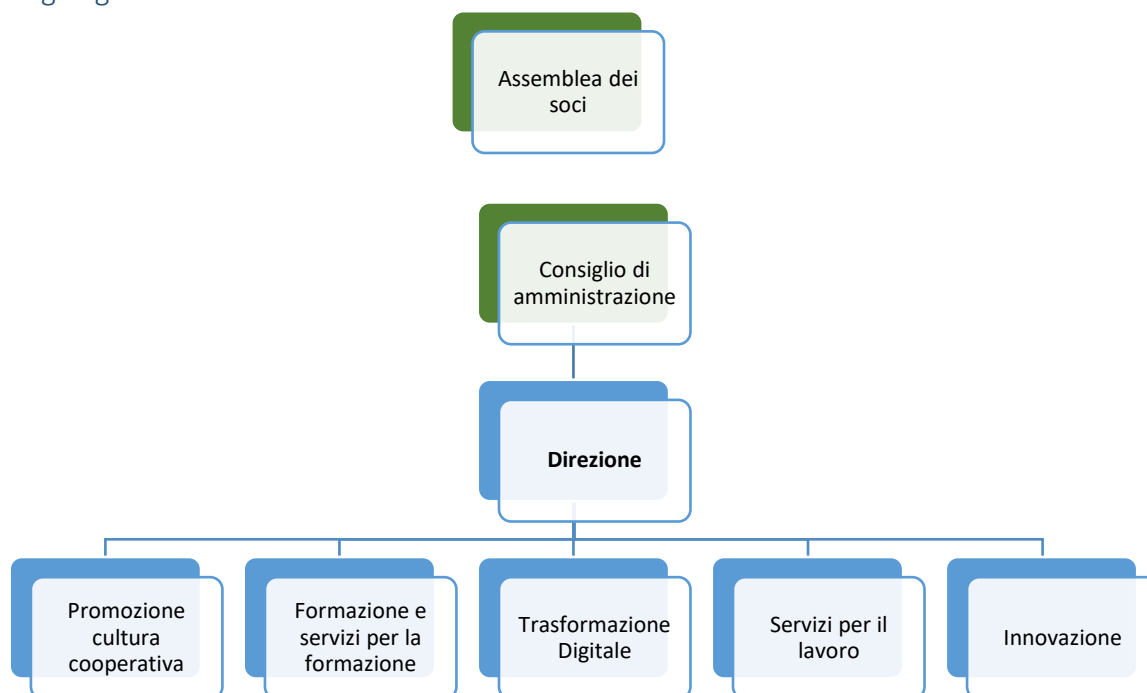 Assemblea dei
soci
Consiglio di
amministrazione
Direzione
Promozione
cultura
cooperativa
Formazione e
servizi per la
formazione
Trasformazione
Digitale
Servizi per il
lavoro
Innovazione